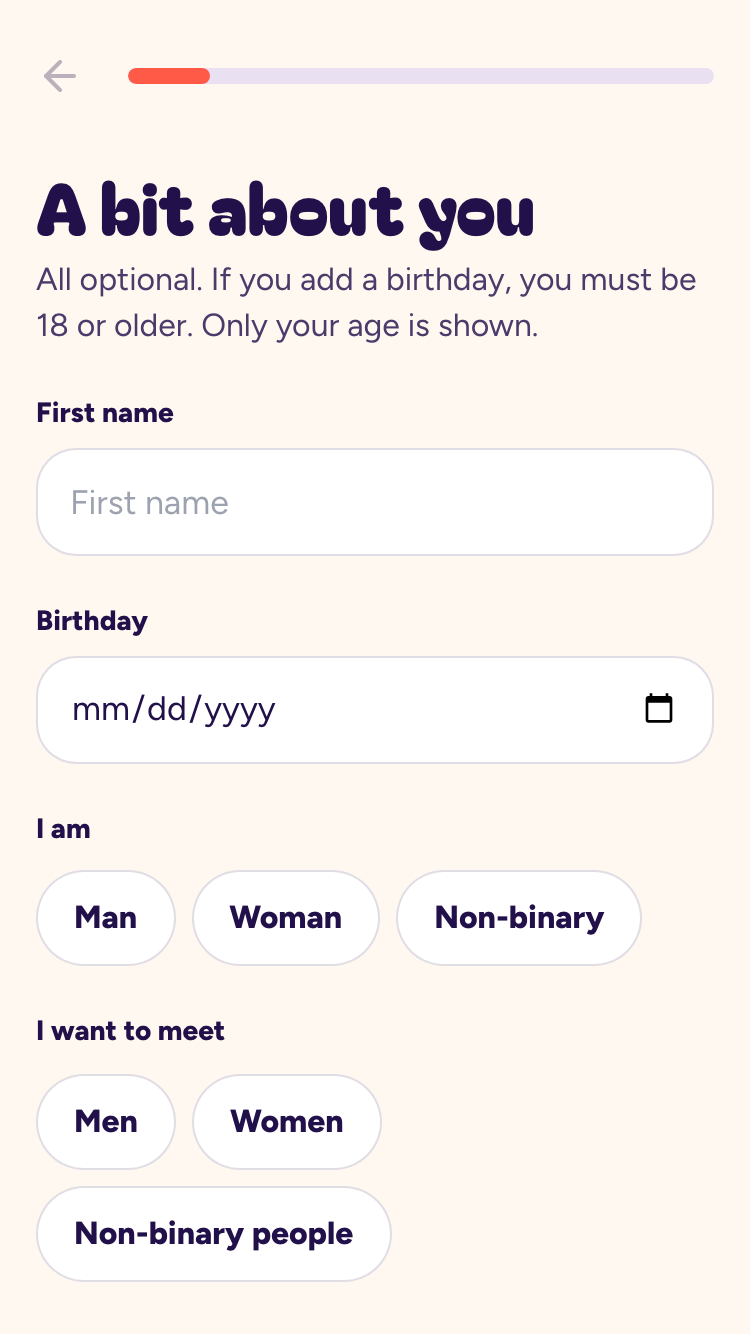 A bit about you
All optional. If you add a birthday, you must be
18 or older. Only your age is shown.
First name
First name
Birthday
mm/dd/yyyy
I am
Man Woman Non-binary
I want to meet
Men Women
Non-binary people